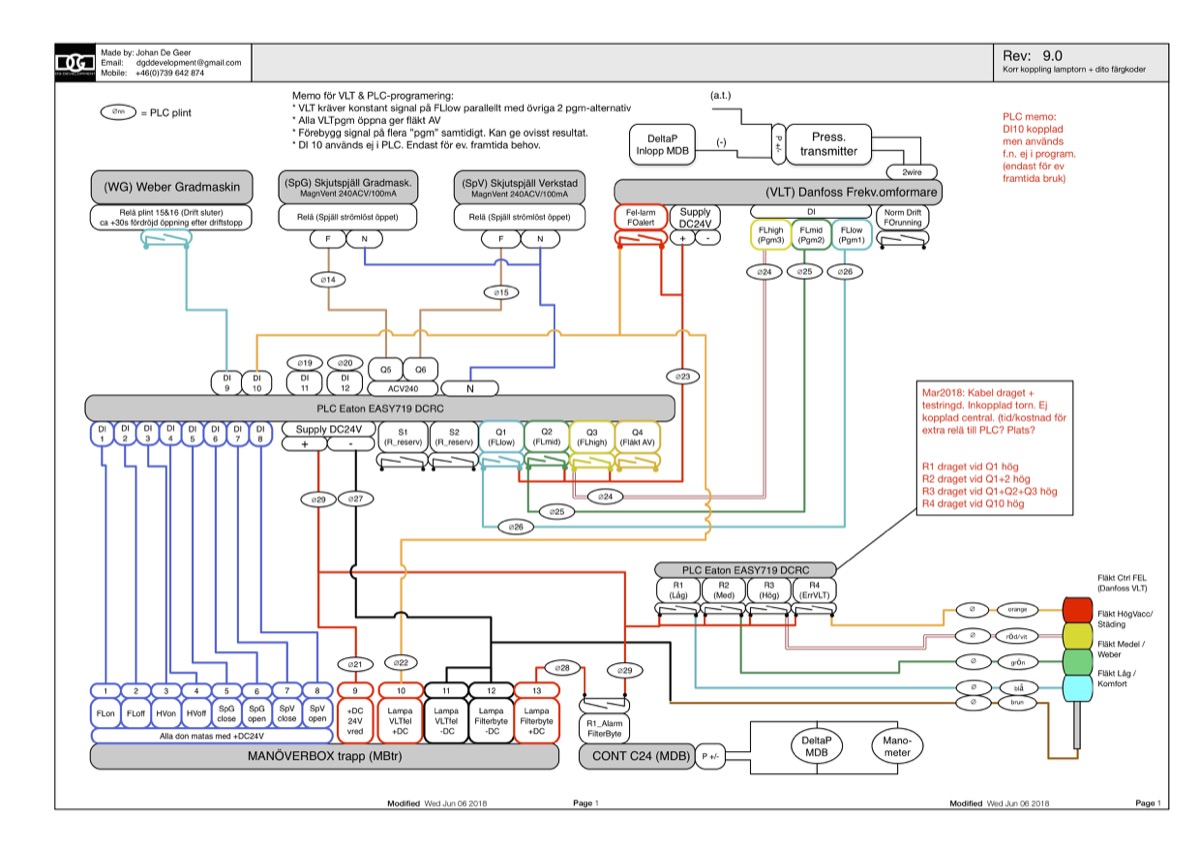 DG
Made by: Johan De Geer
Email: dgddevelopment@gmail.com
Mobile: +46(0)739 642 874
Rev: 9.0
Korr koppling lamptorn + dito färgkoder
Ønn = PLC plint
Memo för VLT & PLC-programering:
* VLT kräver konstant signal på FLlow parallellt med övriga 2 pgm-alternativ
* Alla VLTpgm öppna ger fläkt AV
* Förebygg signal på flera "pgm" samtidigt. Kan ge ovisst resultat.
* DI 10 används ej i PLC. Endast för ev. framtida behov.
(a.t.)
DeltaP
Inlopp MDB
(-)
P +/-
Press.
transmitter
2wire
PLC memo:
DI10 kopplad
men används
f.n. ej i program.
(endast för ev
framtida bruk)
(WG) Weber Gradmaskin
Relä plint 15&16 (Drift sluter)
ca +30s fördröjd öppning efter driftstopp
(SpG) Skjutspjäll Gradmask.
MagnVent 240ACV/100mA
Relä (Spjäll strömlöst öppet)
F
N
(SpV) Skjutspjäll Verkstad
MagnVent 240ACV/100mA
Relä (Spjäll strömlöst öppet)
F
N
(VLT) Danfoss Frekv.omformare
Fel-larm
FOalert
Supply
DC24V
+
-
DI
FLhigh
(Pgm3)
FLmid
(Pgm2)
FLlow
(Pgm1)
Norm Drift
FOrunning
ø14
ø15
ø24
ø25
ø26
ø19
ø20
ø23
DI
9
DI
10
DI
11
DI
12
Q5
Q6
ACV240
N
PLC Eaton EASY719 DCRC
DI
1
DI
2
DI
3
DI
4
DI
5
DI
6
DI
7
DI
8
Supply DC24V
+
-
S1
(R_reserv)
S2
(R_reserv)
Q1
(FLlow)
Q2
(FLmid)
Q3
(FLhigh)
Q4
(Fläkt AV)
ø29
ø27
ø24
ø25
ø26
Mar2018: Kabel draget +
testringd. Inkopplad torn. Ej
kopplad central. (tid/kostnad för
extra relä till PLC? Plats?
R1 draget vid Q1 hög
R2 draget vid Q1+2 hög
R3 draget vid Q1+Q2+Q3 hög
R4 draget vid Q10 hög
PLC Eaton EASY719 DCRC
R1
(Låg)
R2
(Med)
R3
(Hög)
R4
(ErrVLT)
Fläkt Ctrl FEL
(Danfoss VLT)
Fläkt HögVacc/
Städing
Fläkt Medel /
Weber
Fläkt Låg /
Komfort
ø
orange
ø
röd/vit
ø
grön
ø
blå
ø
brun
ø21
ø22
ø28
ø29
1
2
3
4
5
6
7
8
9
10
11
12
13
FLon
FLoff
HVon
HVoff
SpG
close
SpG
open
SpV
close
SpV
open
Alla don matas med +DC24V
+DC
24V
vred
Lampa
VLTfel
+DC
Lampa
VLTfel
-DC
Lampa
Filterbyte
-DC
Lampa
Filterbyte
+DC
MANÖVERBOX trapp (MBtr)
R1_Alarm
FilterByte
CONT C24 (MDB)
P +/-
DeltaP
MDB
Mano-
meter
Modified Wed Jun 06 2018
Page 1
Modified Wed Jun 06 2018
Page 1